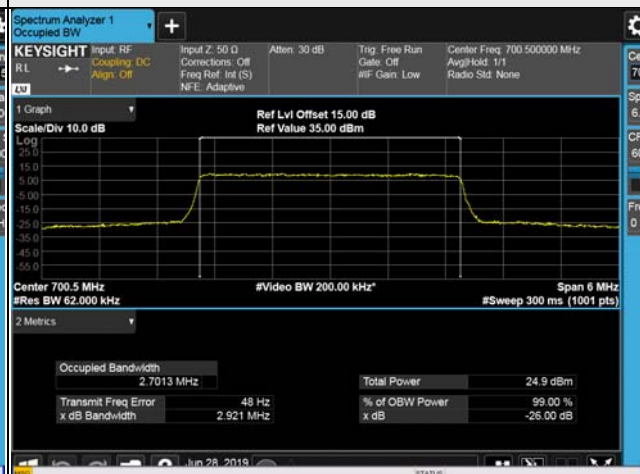 Spectrum Analyzer 1
Occupied BW
+
KEYSIGHT Input: RF Input Z: 50 Ω Atten: 30 dB Trig: Free Run Center Freq: 700.500000 MHz
RL Coupling: DC Corrections: Off Gate: Off Avg|Hold: 1/1
Align: Off Freq Ref: Int (S) #IF Gain: Low Radio Std: None
LXI NFE: Adaptive
1 Graph
Ref Lvl Offset 15.00 dB
Scale/Div 10.0 dB Ref Value 35.00 dBm
Log
25.0
15.0
5.00
-5.00
-15.0
-25.0
-35.0
-45.0
-55.0
Center 700.5 MHz #Video BW 200.00 kHz* Span 6 MHz
#Res BW 62.000 kHz #Sweep 300 ms (1001 pts)
2 Metrics
Occupied Bandwidth
2.7013 MHz Total Power 24.9 dBm
Transmit Freq Error 48 Hz % of OBW Power 99.00 %
x dB Bandwidth 2.921 MHz x dB -26.00 dB
Jun 28, 2019
MSG STATUS